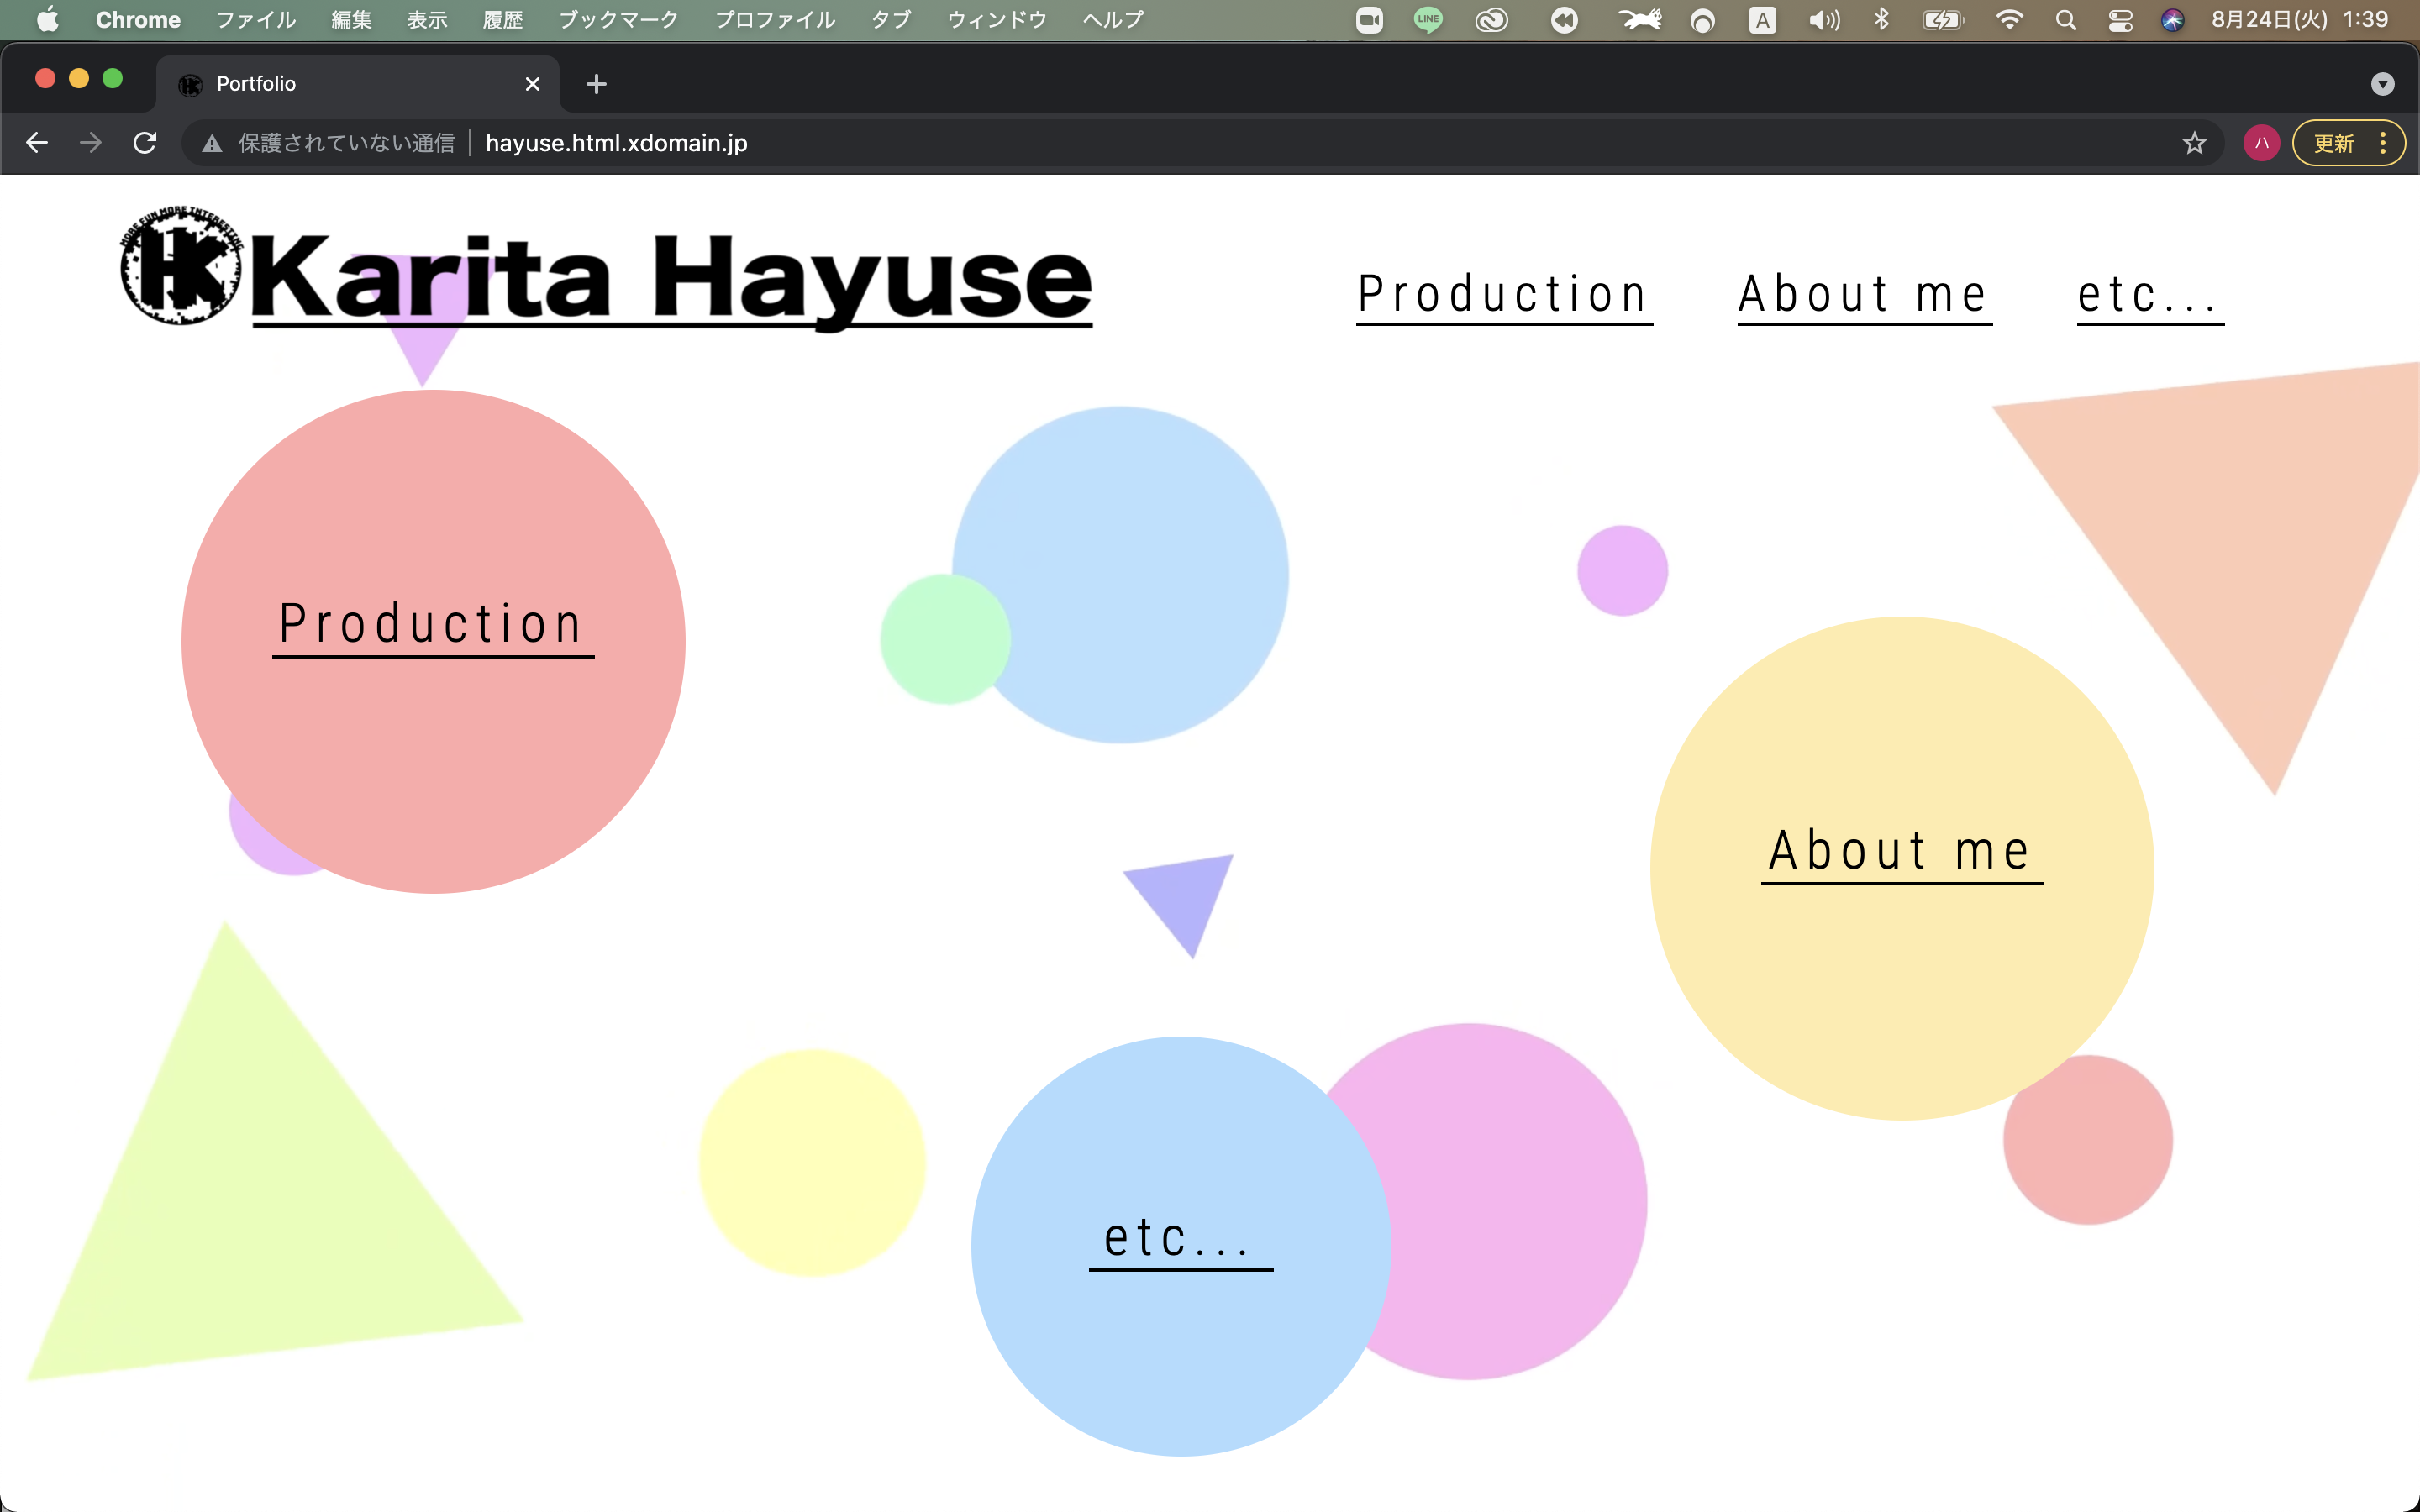 Chrome ファイル 編集 表示 履歴 ブックマーク プロファイル タブ ウィンドウ ヘルプ LINE A 8月24日(火) 1:39
HK Portfolio
保護されていない通信 hayuse.html.xdomain.jp ハ 更新
MORE FUN MORE INTERESTING
HK Karita Hayuse Production About me etc...
Production
About me
etc...